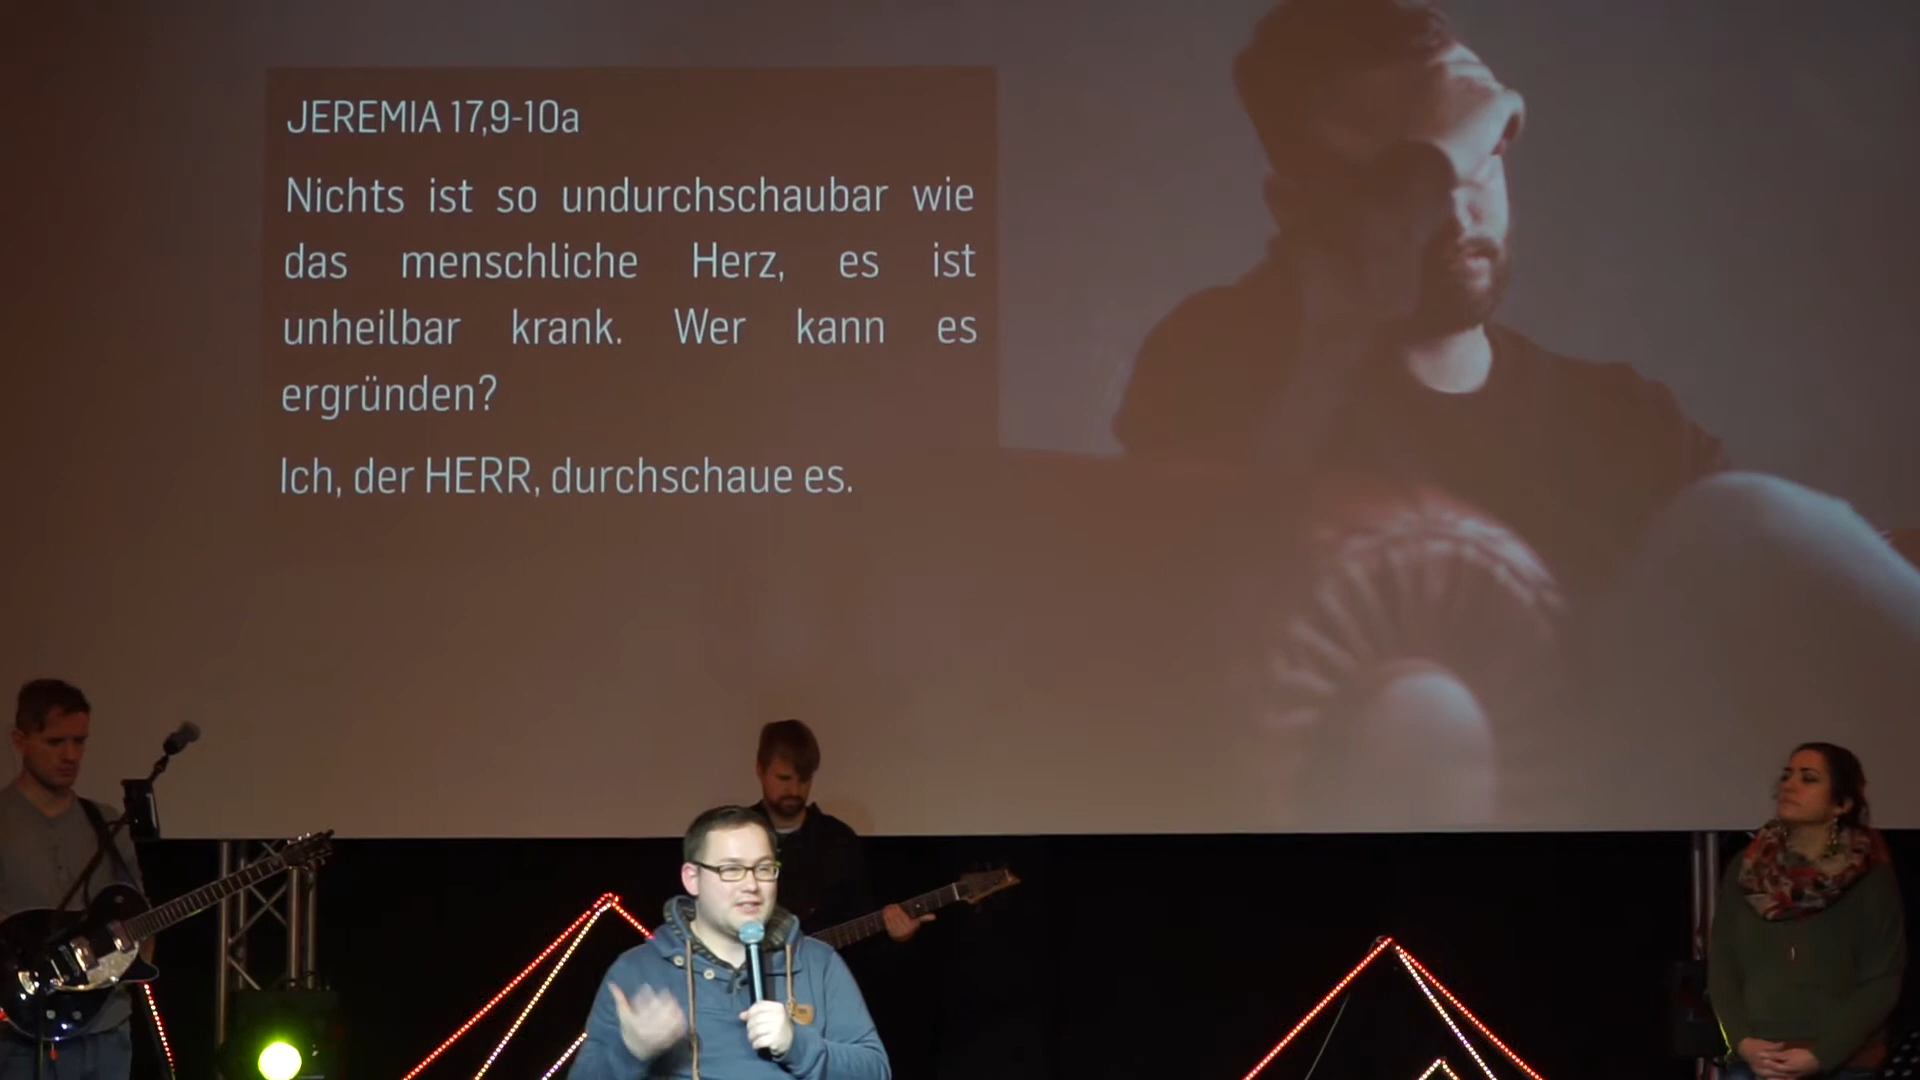 JEREMIA 17,9-10a
Nichts ist so undurchschaubar wie
das menschliche Herz, es ist
unheilbar krank. Wer kann es
ergründen?
Ich, der HERR, durchschaue es.